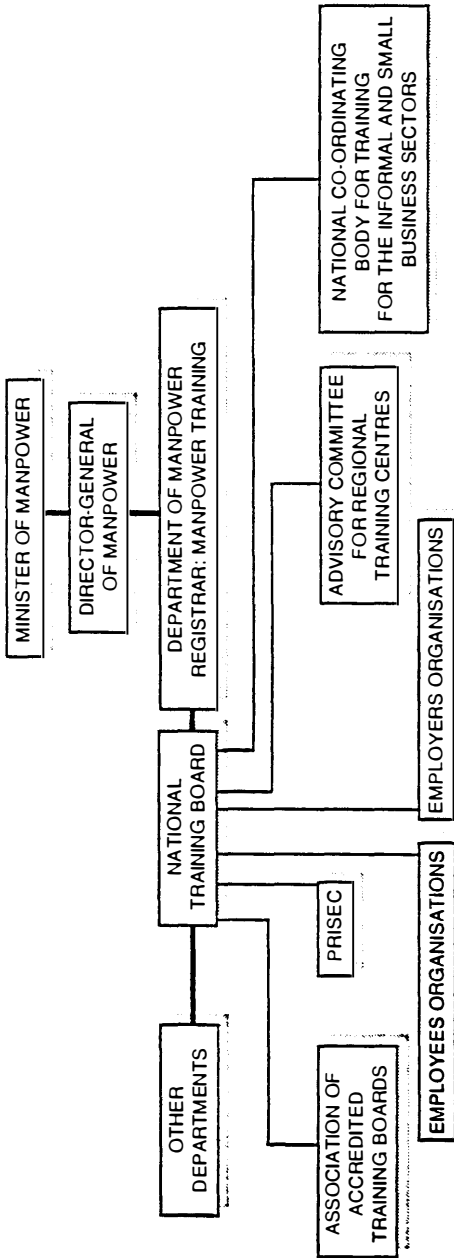 MINISTER OF MANPOWER
DIRECTOR-GENERAL
OF MANPOWER
DEPARTMENT OF MANPOWER
REGISTRAR: MANPOWER TRAINING
NATIONAL
TRAINING BOARD
OTHER
DEPARTMENTS
ASSOCIATION OF
ACCREDITED
TRAINING BOARDS
PRISEC
ADVISORY COMMITTEE
FOR REGIONAL
TRAINING CENTRES
NATIONAL CO-ORDINATING
BODY FOR TRAINING
FOR THE INFORMAL AND SMALL
BUSINESS SECTORS
EMPLOYEES ORGANISATIONS
EMPLOYERS ORGANISATIONS